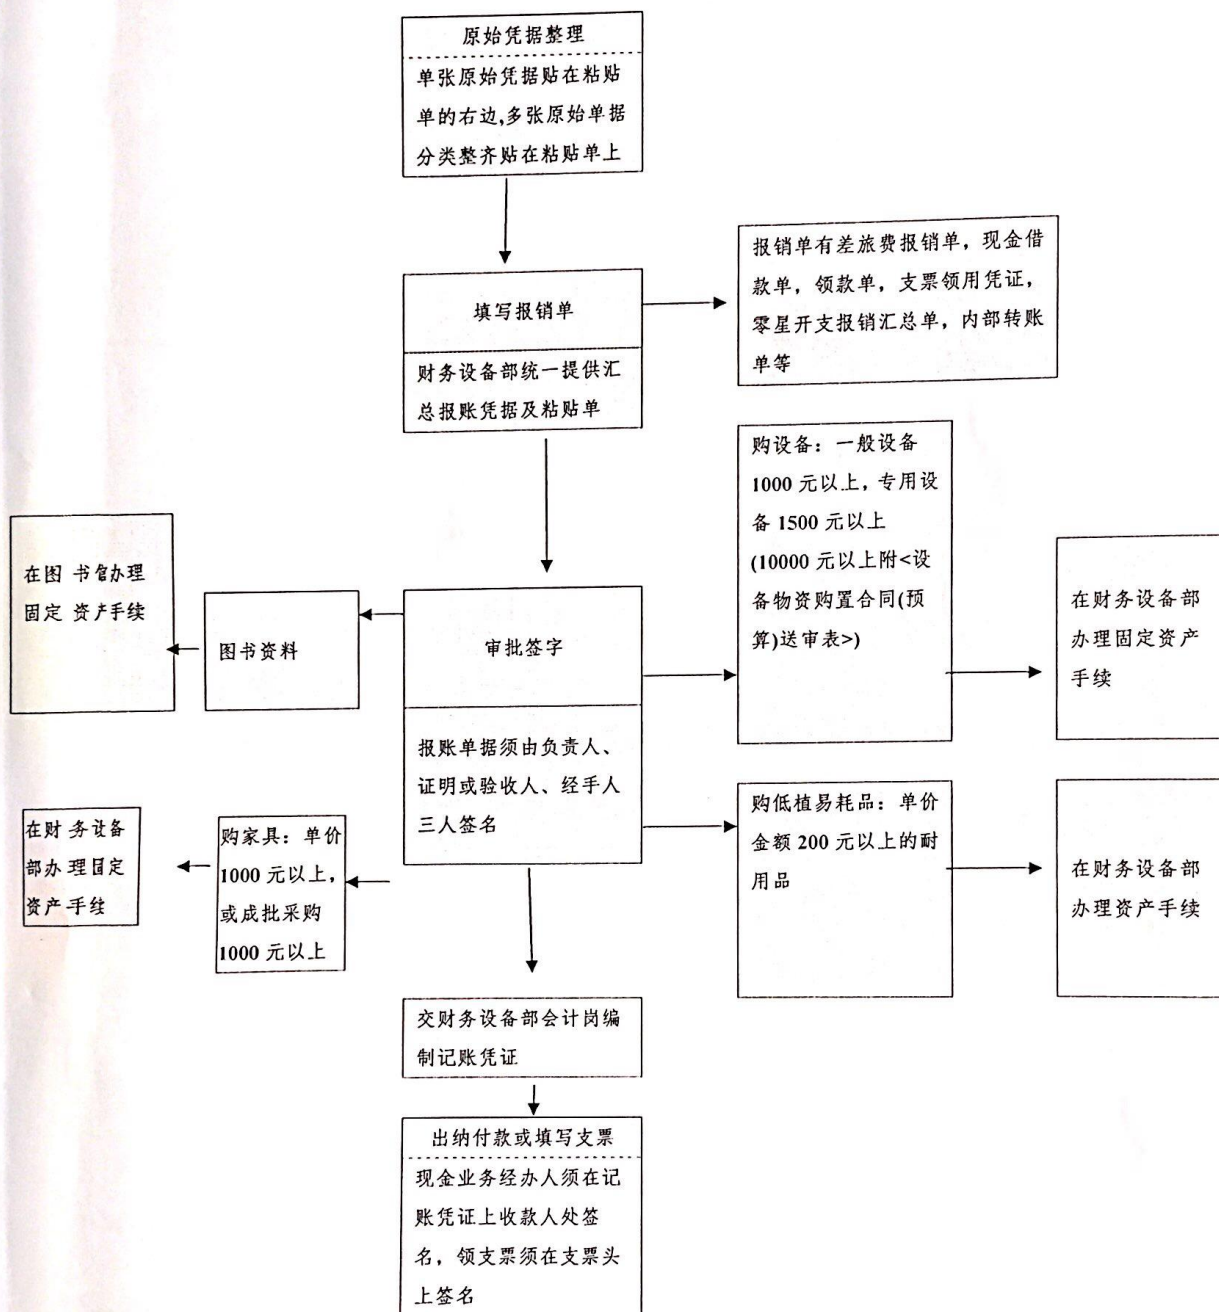 原始凭据整理
单张原始凭据贴在粘贴
单的右边,多张原始单据
分类整齐贴在粘贴单上
填写报销单
财务设备部统一提供汇
总报账凭据及粘贴单
报销单有差旅费报销单，现金借
款单，领款单，支票领用凭证，
零星开支报销汇总单，内部转账
单等
审批签字
报账单据须由负责人、
证明或验收人、经手人
三人签名
图书资料
在图 书馆办理
固定 资产手续
购家具：单价
1000 元以上，
或成批采购
1000 元以上
在财 务设备
部办 理固定
资产 手续
购设备：一般设备
1000 元以上，专用设
备 1500 元以上
(10000 元以上附<设
备物资购置合同(预
算)送审表>)
在财务设备部
办理固定资产
手续
购低植易耗品：单价
金额 200 元以上的耐
用品
在财务设备部
办理资产手续
交财务设备部会计岗编
制记账凭证
出纳付款或填写支票
现金业务经办人须在记
账凭证上收款人处签
名，领支票须在支票头
上签名